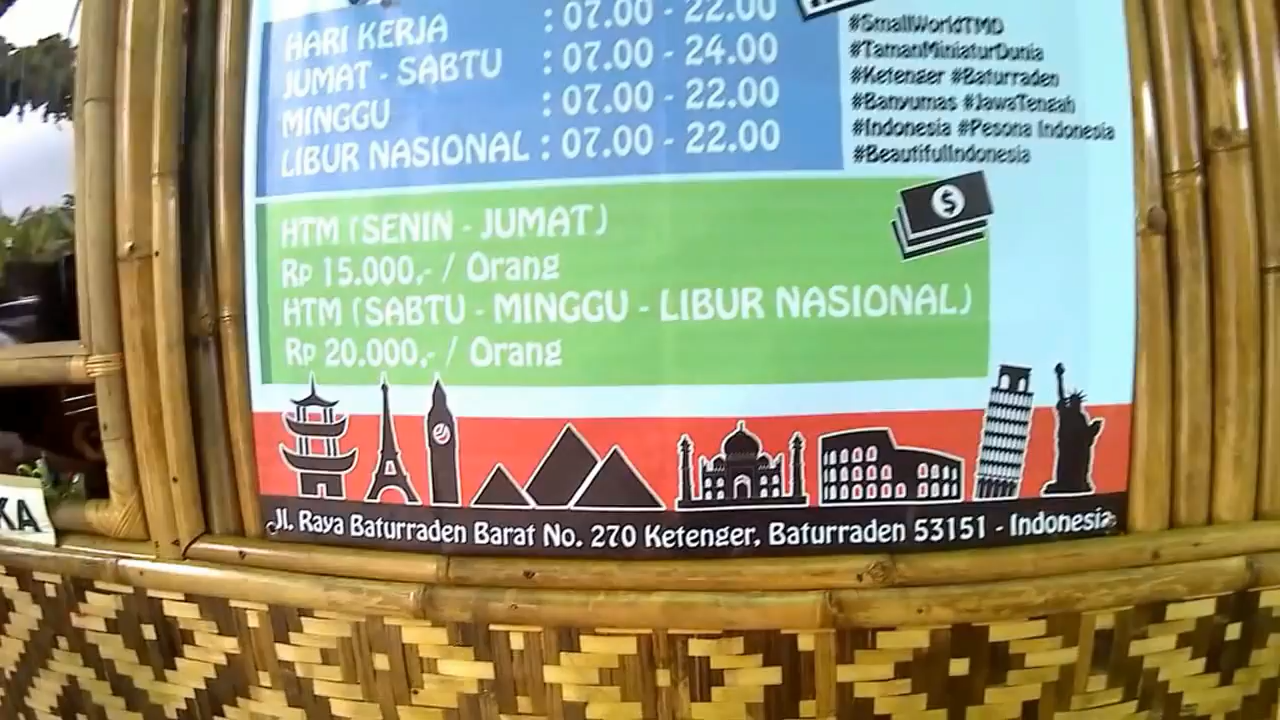 HARI KERJA : 07.00 - 22.00
JUMAT - SABTU : 07.00 - 24.00
MINGGU : 07.00 - 22.00
LIBUR NASIONAL : 07.00 - 22.00
#SmallWorldTMD
#TamanMiniaturDunia
#Ketenger #Baturraden
#Banyumas #JawaTengah
#Indonesia #Pesona Indonesia
#BeautifulIndonesia
HTM (SENIN - JUMAT)
Rp 15.000,- / Orang
HTM (SABTU - MINGGU - LIBUR NASIONAL)
Rp 20.000,- / Orang
$
Jl. Raya Baturraden Barat No. 270 Ketenger, Baturraden 53151 - Indonesia
KA